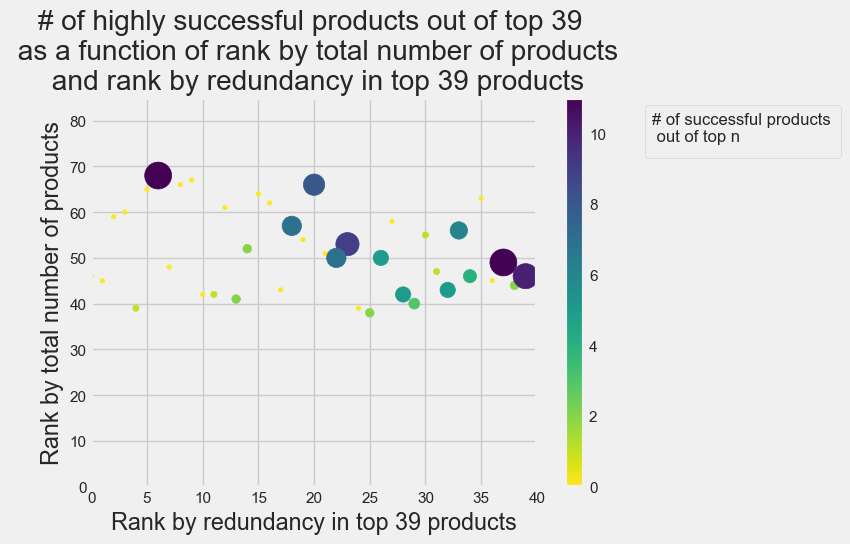 # of highly successful products out of top 39
as a function of rank by total number of products
and rank by redundancy in top 39 products
Rank by total number of products
80
70
60
50
40
30
20
10
0
0 5 10 15 20 25 30 35 40
Rank by redundancy in top 39 products
10
8
6
4
2
0
# of successful products
out of top n